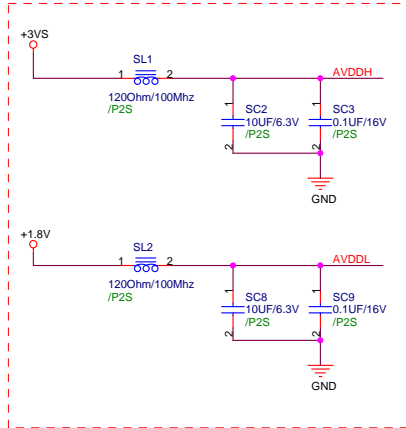 +3VS
SL1
1 2
AVDDH
120Ohm/100Mhz
/P2S
1 1
SC2 SC3
10UF/6.3V 0.1UF/16V
/P2S /P2S
2 2
GND
+1.8V
SL2
1 2
AVDDL
120Ohm/100Mhz
/P2S
1 1
SC8 SC9
10UF/6.3V 0.1UF/16V
/P2S /P2S
2 2
GND